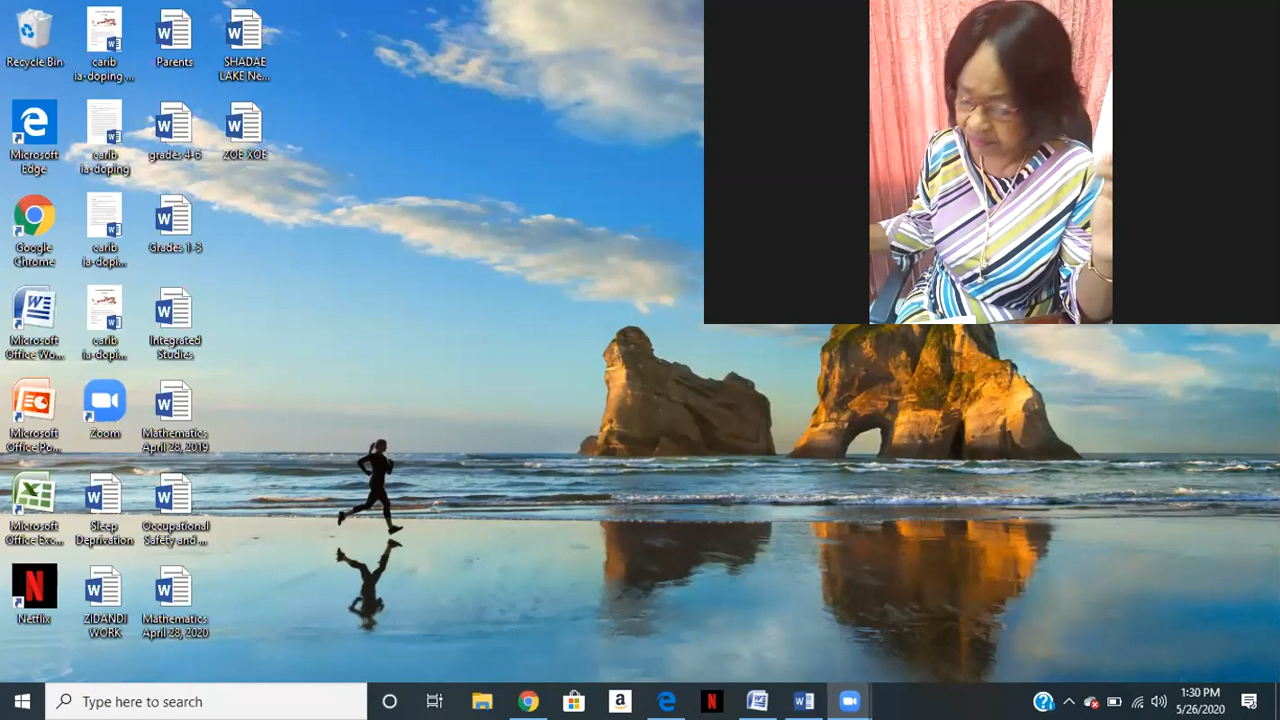 Recycle Bin
carib
ia-doping ...
Parents
SHADAE
LAKE Ne...
Microsoft
Edge
carib
ia-doping
grades 4-6
ZOE XOE
Google
Chrome
carib
ia-dopi...
Grades 1-3
Microsoft
Office Wo...
carib
ia-dopi...
Integrated
Studies
Microsoft
Office Po...
Zoom
Mathematics
April 28, 2019
Microsoft
Office Exc...
Sleep
Deprivation
Occupational
Safety and ...
Netflix
ZIDANDI
WORK
Mathematics
April 28, 2020
Type here to search
1:30 PM
5/26/2020